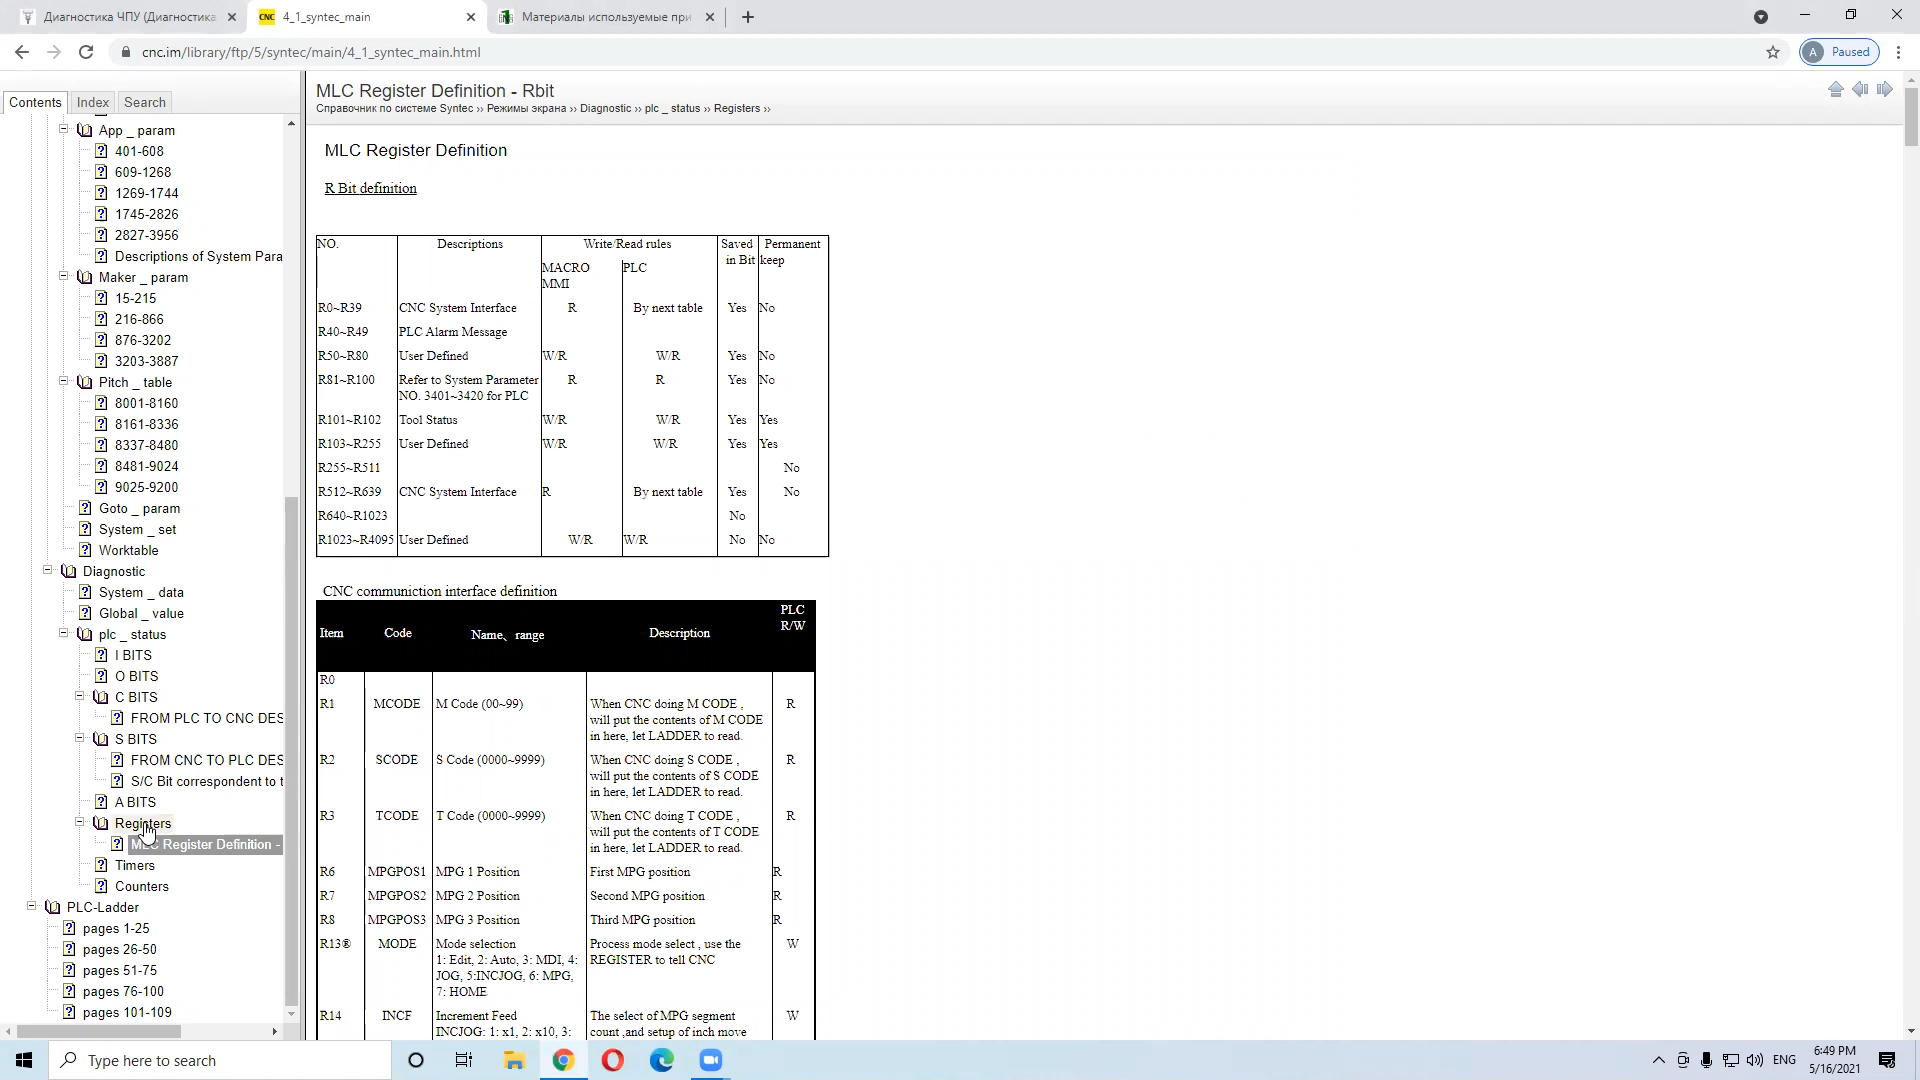 Диагностика ЧПУ (Диагностика
CNC 4_1_syntec_main
Материалы используемые при
cnc.im/library/ftp/5/syntec/main/4_1_syntec_main.html
A Paused
Contents Index Search
App _ param
401-608
609-1268
1269-1744
1745-2826
2827-3956
Descriptions of System Para
Maker _ param
15-215
216-866
876-3202
3203-3887
Pitch _ table
8001-8160
8161-8336
8337-8480
8481-9024
9025-9200
Goto _ param
System _ set
Worktable
Diagnostic
System _ data
Global _ value
plc _ status
I BITS
O BITS
C BITS
FROM PLC TO CNC DES
S BITS
FROM CNC TO PLC DES
S/C Bit correspondent to t
A BITS
Registers
MLC Register Definition -
Timers
Counters
PLC-Ladder
pages 1-25
pages 26-50
pages 51-75
pages 76-100
pages 101-109
MLC Register Definition - Rbit
Справочник по системе Syntec ›› Режимы экрана ›› Diagnostic ›› plc _ status ›› Registers ››
MLC Register Definition
R Bit definition
NO. Descriptions Write/Read rules Saved in Bit Permanent keep
MACRO MMI PLC
R0~R39 CNC System Interface R By next table Yes No
R40~R49 PLC Alarm Message
R50~R80 User Defined W/R W/R Yes No
R81~R100 Refer to System Parameter R R Yes No
NO. 3401~3420 for PLC
R101~R102 Tool Status W/R W/R Yes Yes
R103~R255 User Defined W/R W/R Yes Yes
R255~R511 No
R512~R639 CNC System Interface R By next table Yes No
R640~R1023 No
R1023~R4095 User Defined W/R W/R No No
CNC communiction interface definition
Item Code Name、range Description PLC R/W
R0
R1 MCODE M Code (00~99) When CNC doing M CODE , R
will put the contents of M CODE
in here, let LADDER to read.
R2 SCODE S Code (0000~9999) When CNC doing S CODE , R
will put the contents of S CODE
in here, let LADDER to read.
R3 TCODE T Code (0000~9999) When CNC doing T CODE , R
will put the contents of T CODE
in here, let LADDER to read.
R6 MPGPOS1 MPG 1 Position First MPG position R
R7 MPGPOS2 MPG 2 Position Second MPG position R
R8 MPGPOS3 MPG 3 Position Third MPG position R
R13® MODE Mode selection Process mode select , use the W
1: Edit, 2: Auto, 3: MDI, 4: REGISTER to tell CNC
JOG, 5:INCJOG, 6: MPG,
7: HOME
R14 INCF Increment Feed The select of MPG segment W
INCJOG: 1: x1, 2: x10, 3: count ,and setup of inch move
Type here to search
ENG
6:49 PM
5/16/2021